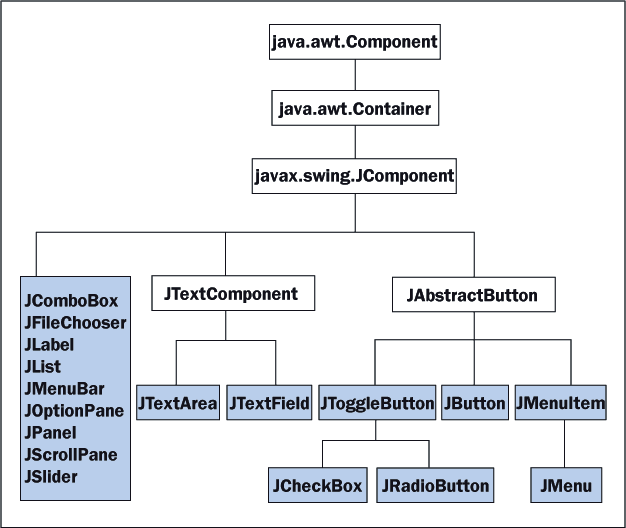 java.awt.Component
java.awt.Container
javax.swing.JComponent
JComboBox
JFileChooser
JLabel
JList
JMenuBar
JOptionPane
JPanel
JScrollPane
JSlider
JTextComponent
JAbstractButton
JTextArea
JTextField
JToggleButton
JButton
JMenuItem
JCheckBox
JRadioButton
JMenu